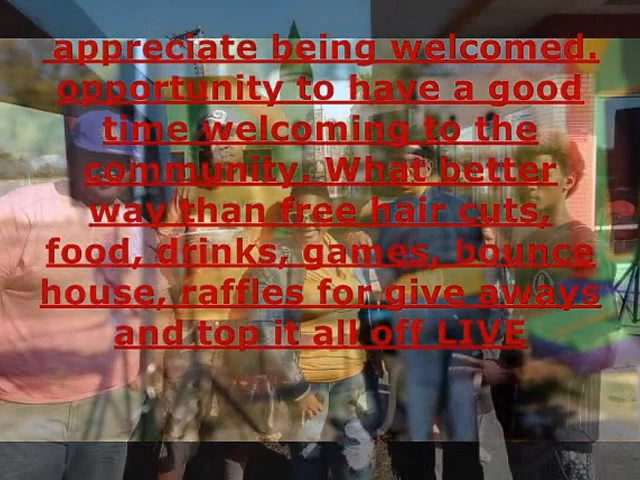 appreciate being welcomed.
opportunity to have a good
time welcoming to the
community. What better
way than free hair cuts,
food, drinks, games, bounce
house, raffles for give aways
and top it all off LIVE